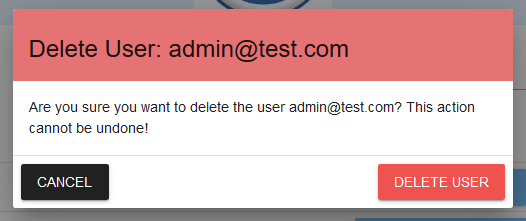 Delete User: admin@test.com
Are you sure you want to delete the user admin@test.com? This action
cannot be undone!
CANCEL
DELETE USER